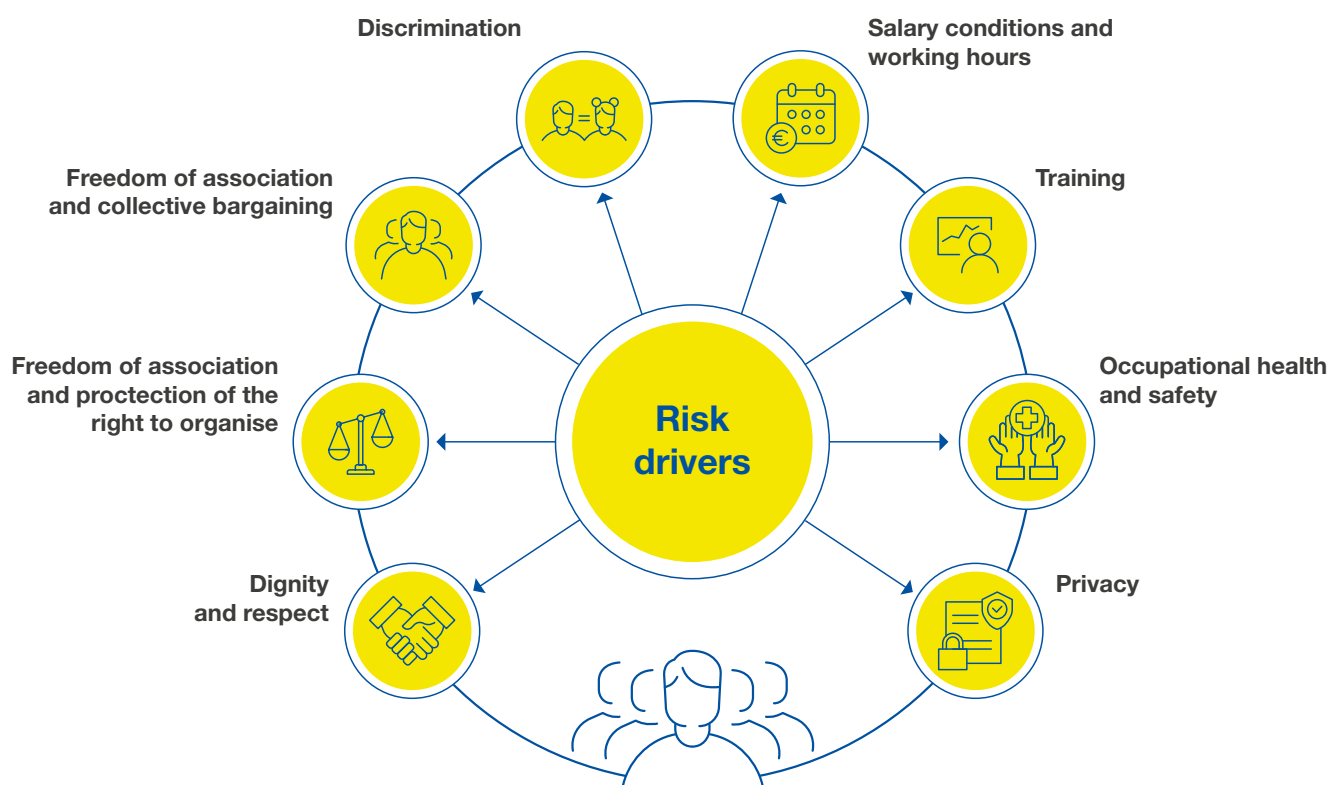 Discrimination
Salary conditions and
working hours
Freedom of association
and collective bargaining
Training
Freedom of association
and proctection of the
right to organise
Occupational health
and safety
Risk
drivers
Dignity
and respect
Privacy
€